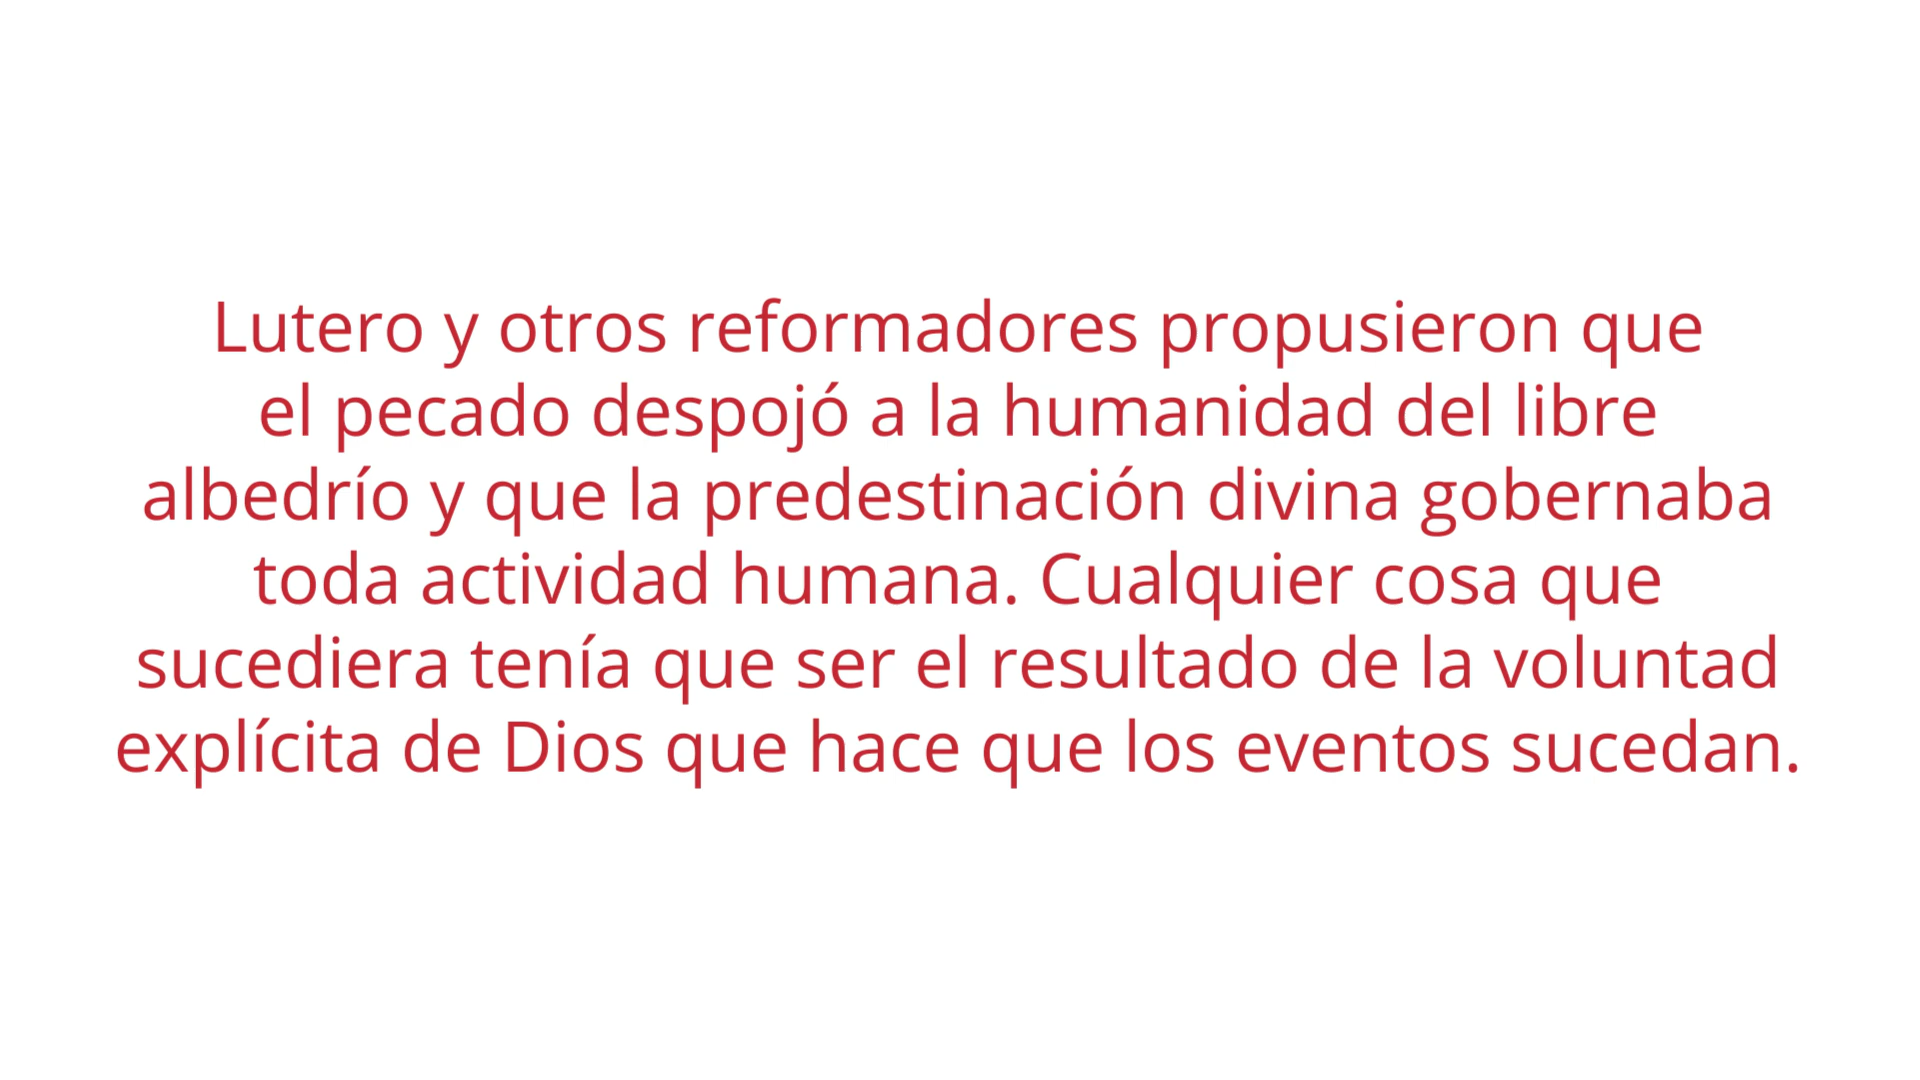 Lutero y otros reformadores propusieron que
el pecado despojó a la humanidad del libre
albedrío y que la predestinación divina gobernaba
toda actividad humana. Cualquier cosa que
sucediera tenía que ser el resultado de la voluntad
explícita de Dios que hace que los eventos sucedan.